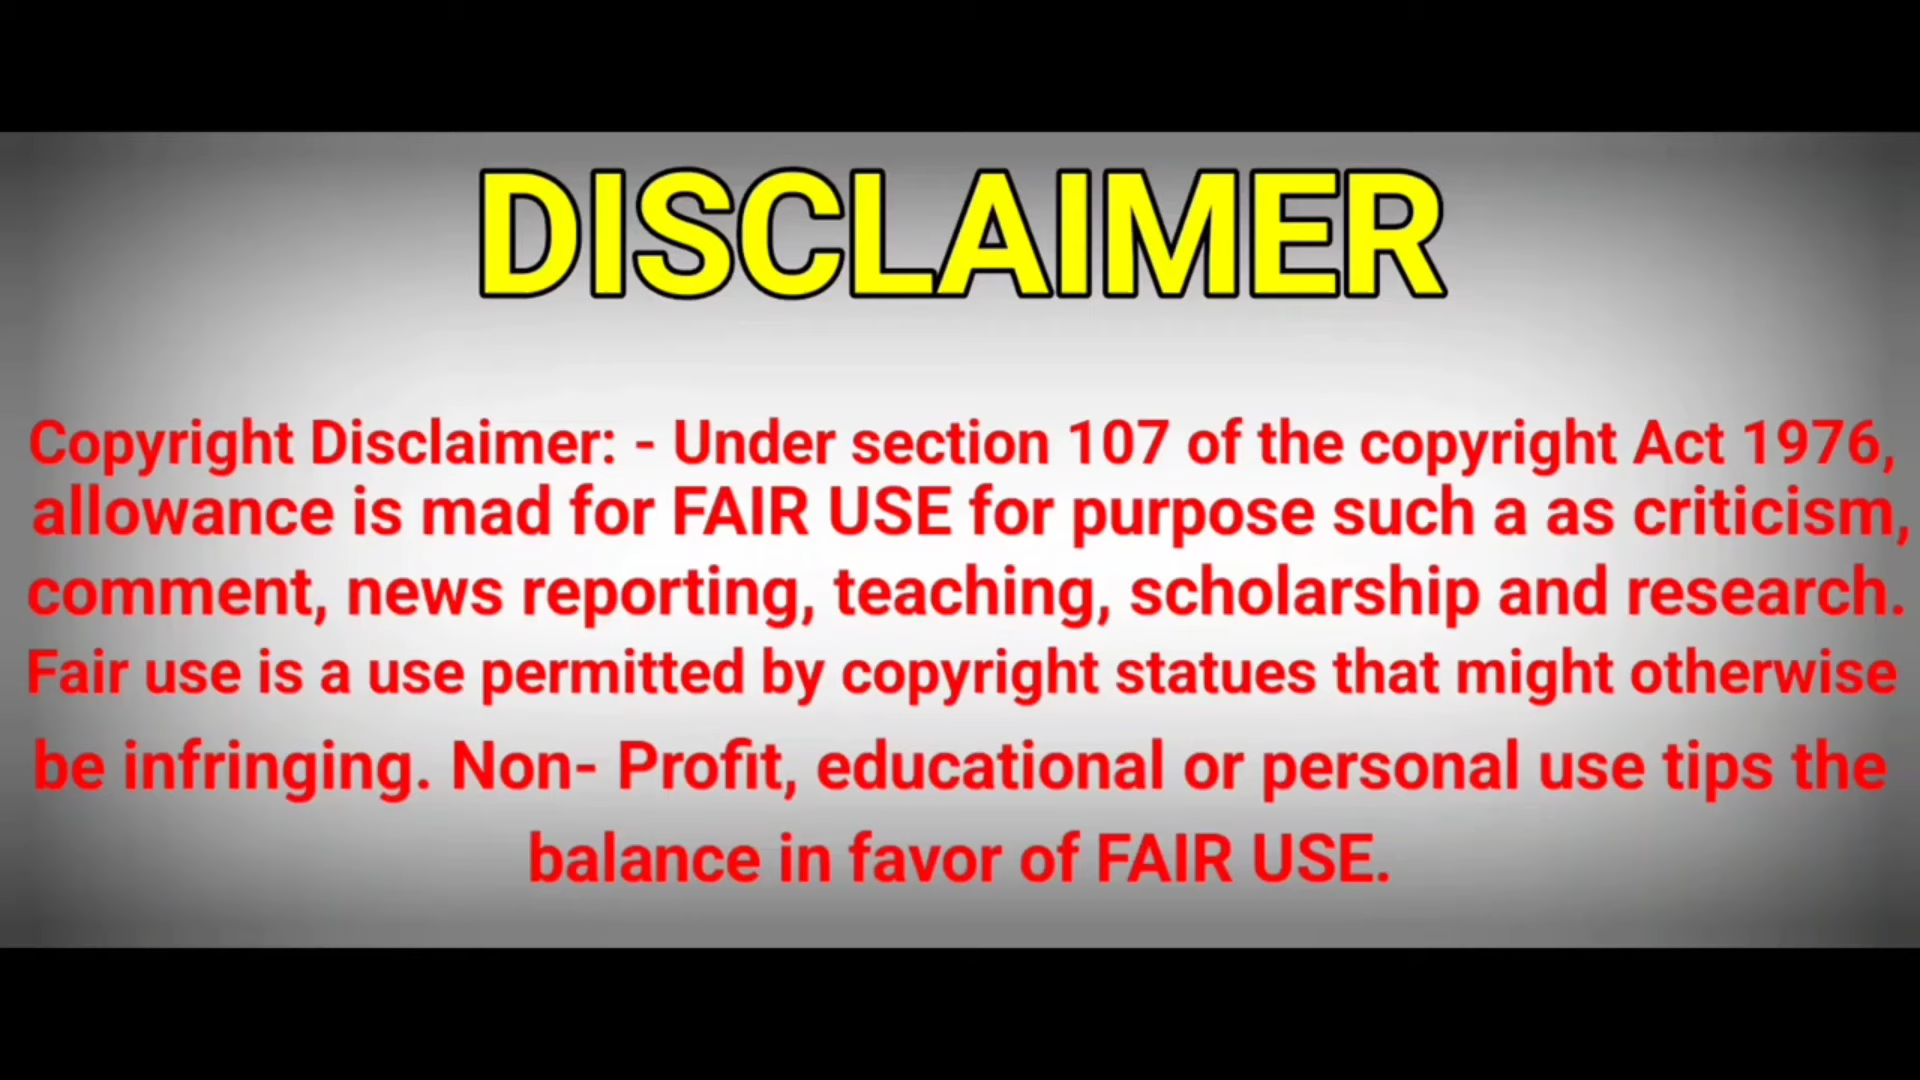 DISCLAIMER
Copyright Disclaimer: - Under section 107 of the copyright Act 1976,
allowance is mad for FAIR USE for purpose such a as criticism,
comment, news reporting, teaching, scholarship and research.
Fair use is a use permitted by copyright statues that might otherwise
be infringing. Non- Profit, educational or personal use tips the
balance in favor of FAIR USE.